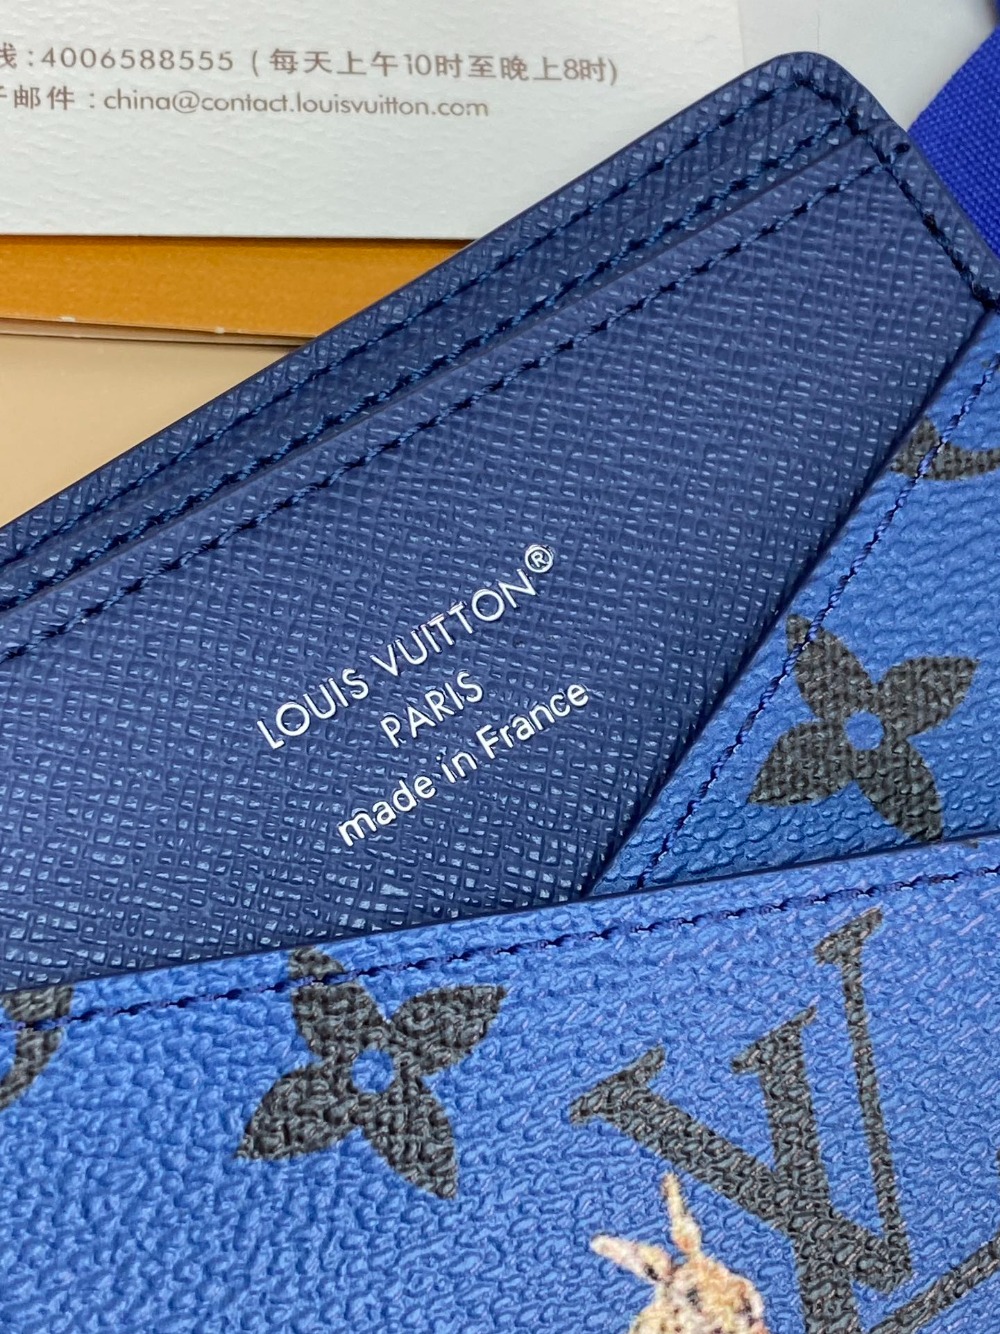 线:4006588555 (每天上午10时至晚上8时)
子邮件:china@contact.louisvuitton.com
LOUIS VUITTON®
PARIS
made in France
LV